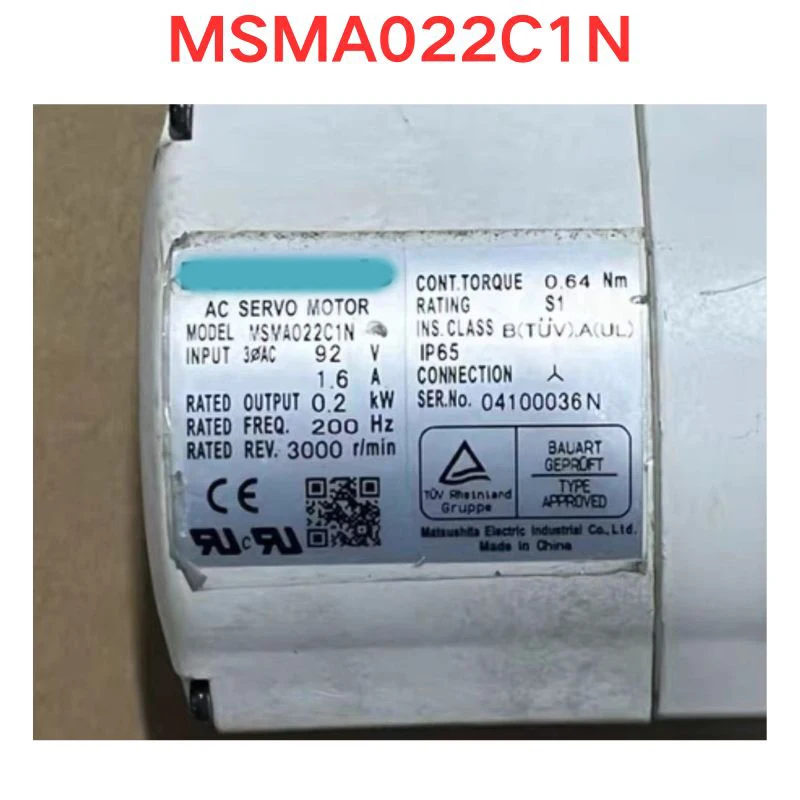 MSMA022C1N
AC SERVO MOTOR
MODEL MSMA022C1N
INPUT 3ØAC 92 V
1.6 A
RATED OUTPUT 0.2 kW
RATED FREQ. 200 Hz
RATED REV. 3000 r/min
CE
CONT.TORQUE 0.64 Nm
RATING S1
INS.CLASS B(TÜV).A(UL)
IP65
CONNECTION
SER.No. 04100036N
TÜV Rheinland
Gruppe
BAUART
GEPRÜFT
TYPE
APPROVED
Matsushita Electric Industrial Co.,Ltd.
Made in China